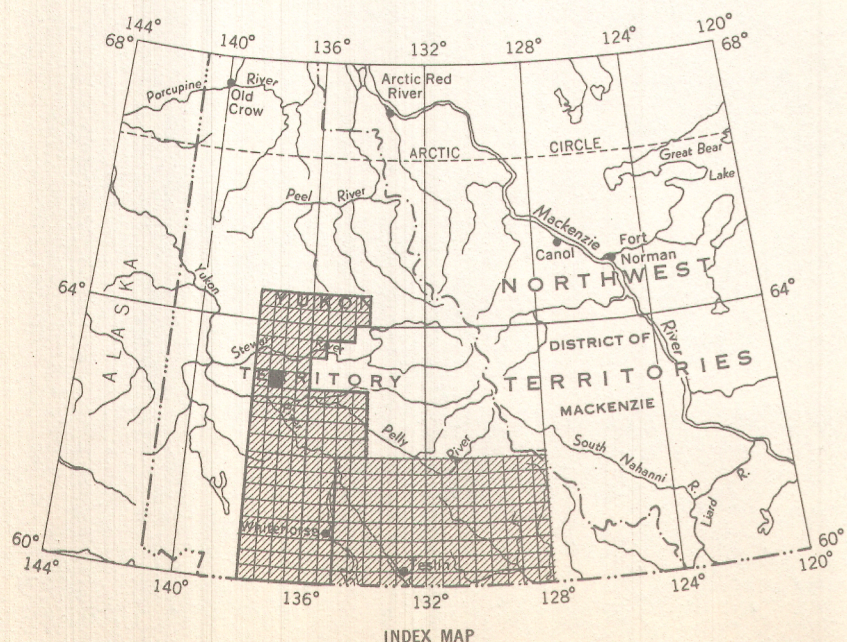 144°
140°
136°
132°
128°
124°
120°
68°
68°
Porcupine River
Old
Crow
Arctic Red
River
ARCTIC CIRCLE
Great Bear
Lake
Peel River
Mackenzie
Canol
Fort
Norman
NORTHWEST
Yukon
ALASKA
64°
64°
YUKON
River
DISTRICT OF
Stewart River
TERRITORY
TERRITORIES
MACKENZIE
River
Pelly
River
South Nahanni R.
Liard R.
Whitehorse
Teslin
60°
60°
144°
140°
136°
132°
128°
124°
120°
INDEX MAP